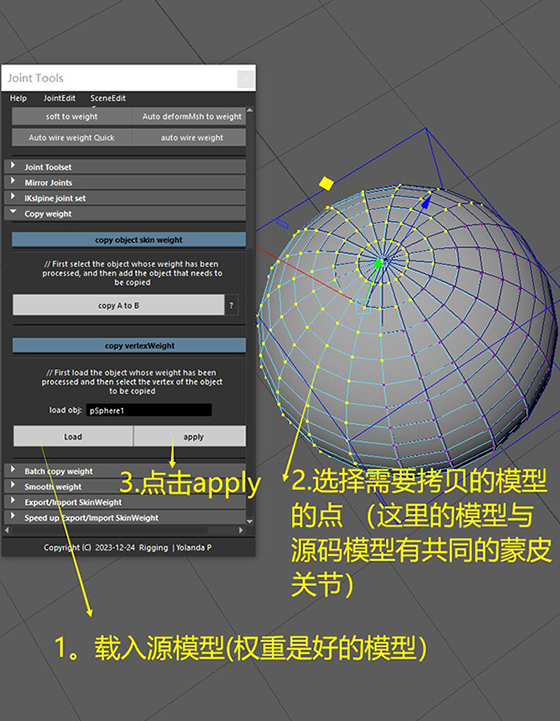 Joint Tools
Help JointEdit SceneEdit
soft to weight Auto deformMsh to weight
Auto wire weight Quick auto wire weight
Joint Toolset
Mirror Joints
IKslpine joint set
Copy weight
copy object skin weight
// First select the object whose weight has been
processed, and then add the object that needs to
be copied
copy A to B ?
copy vertexWeight
// First load the object whose weight has been
processed and then select the vertex of the object
to be copied
load obj: pSphere1
Load apply
Batch copy weight
Smooth weight
Export/Import SkinWeight
Speed up Export/Import SkinWeight
Copyright (C) 2023-12-24 Rigging | Yolanda P
3.点击apply
2.选择需要拷贝的模型
的点 （这里的模型与
源码模型有共同的蒙皮
关节）
1。载入源模型(权重是好的模型）